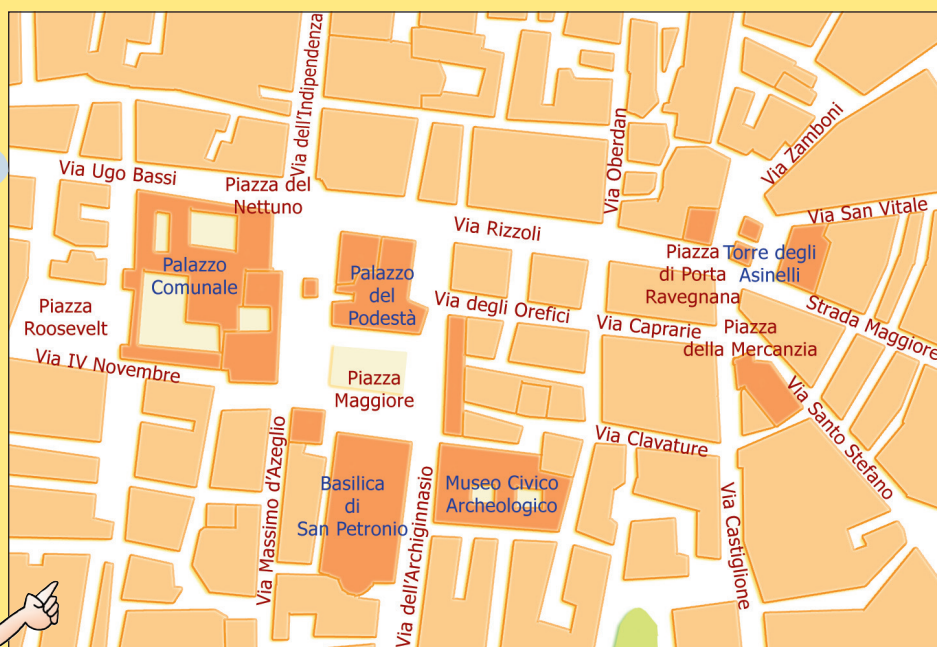 Via dell'Indipendenza
Via Oberdan
Via Zamboni
Via Ugo Bassi
Piazza del
Nettuno
Via San Vitale
Via Rizzoli
Palazzo
Comunale
Palazzo
del
Podestà
Piazza
di Porta
Ravegnana
Torre degli
Asinelli
Piazza
Roosevelt
Via degli Orefici
Via Caprarie
Piazza
della Mercanzia
Strada Maggiore
Via IV Novembre
Piazza
Maggiore
Via Santo Stefano
Via Clavature
Via Massimo d'Azeglio
Basilica
di
San Petronio
Museo Civico
Archeologico
Via dell'Archiginnasio
Via Castiglione